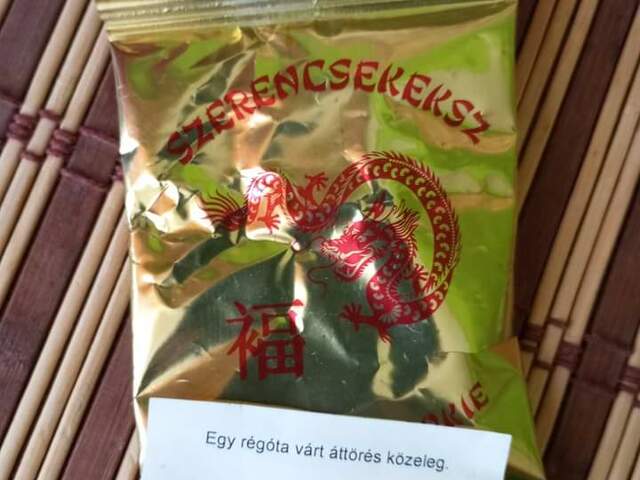 SZERENCSEKEKSZ
福
Egy régóta várt áttörés közeleg.